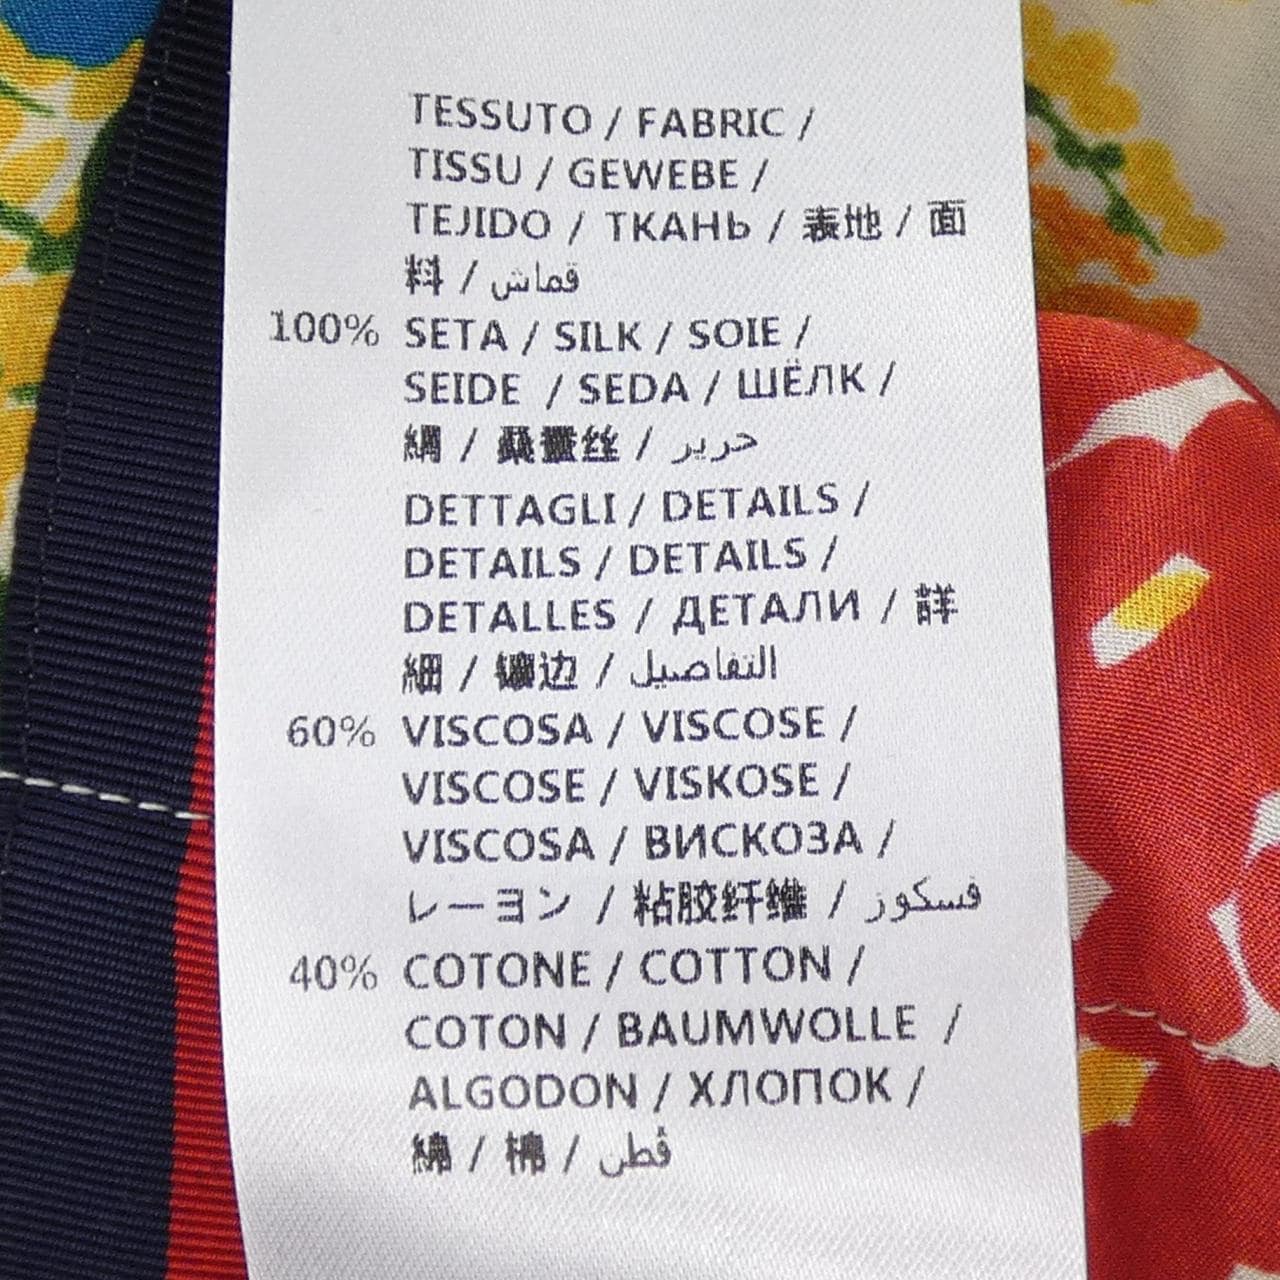 TESSUTO / FABRIC /
TISSU / GEWEBE /
TEJIDO / ТКАНЬ / 表地 / 面
料 / قماش
100% SETA / SILK / SOIE /
SEIDE / SEDA / ШЁЛК /
絹 / 桑蠶丝 / حرير
DETTAGLI / DETAILS /
DETAILS / DETAILS /
DETALLES / ДЕТАЛИ / 詳
細 / 镶边 / التفاصيل
60% VISCOSA / VISCOSE /
VISCOSE / VISKOSE /
VISCOSA / ВИСКОЗА /
レーヨン / 粘胶纤维 / فسكوز
40% COTONE / COTTON /
COTON / BAUMWOLLE /
ALGODON / ХЛОПОК /
綿 / 棉 / قُطن